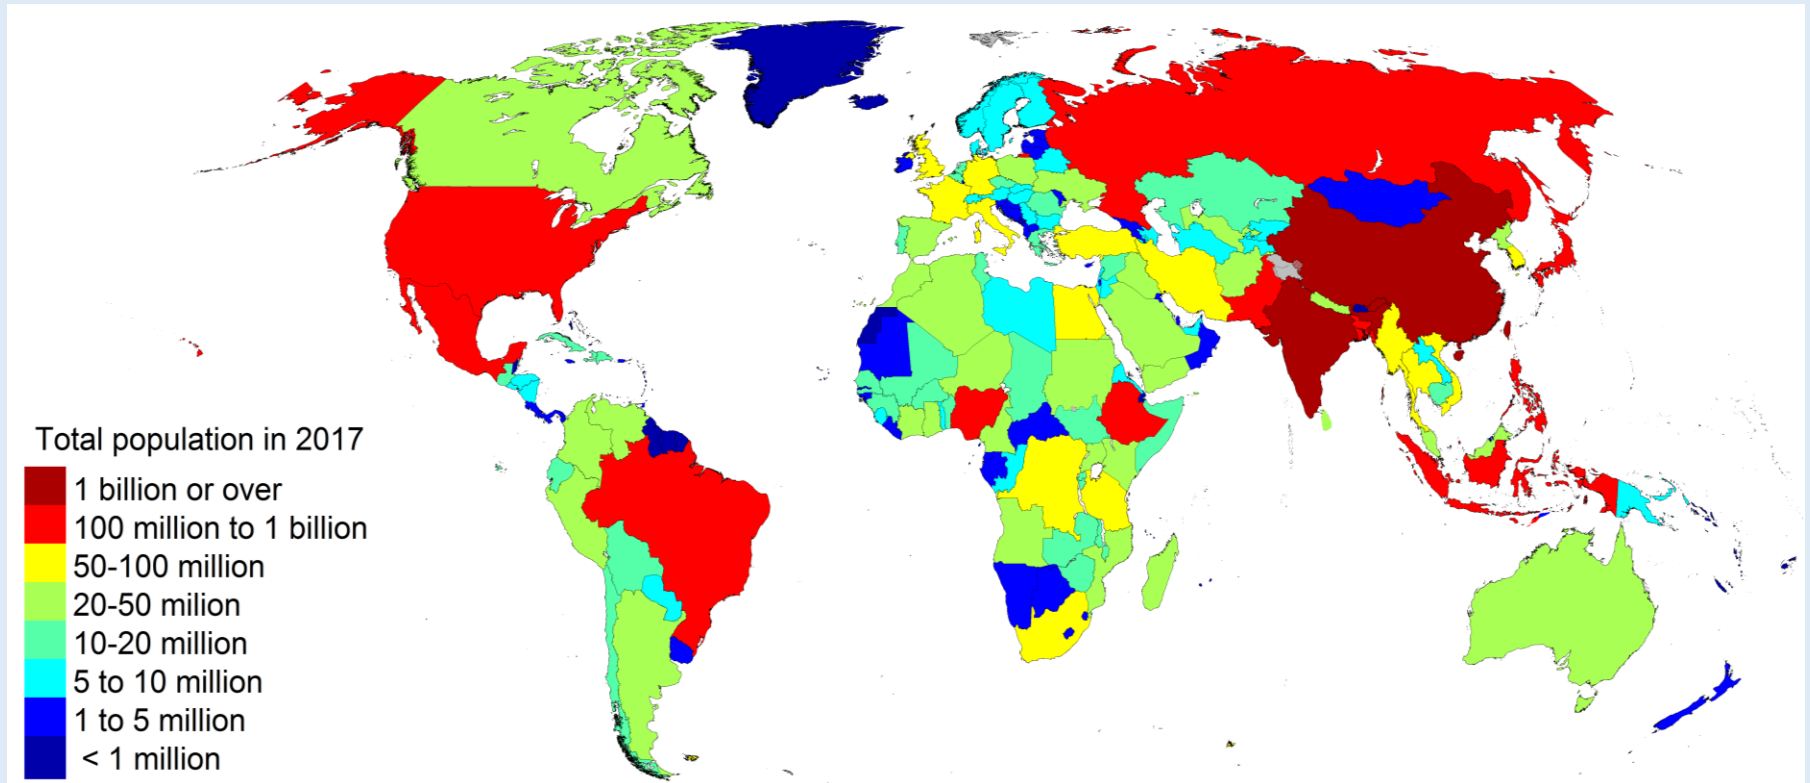 Total population in 2017
1 billion or over
100 million to 1 billion
50-100 million
20-50 milion
10-20 million
5 to 10 million
1 to 5 million
< 1 million